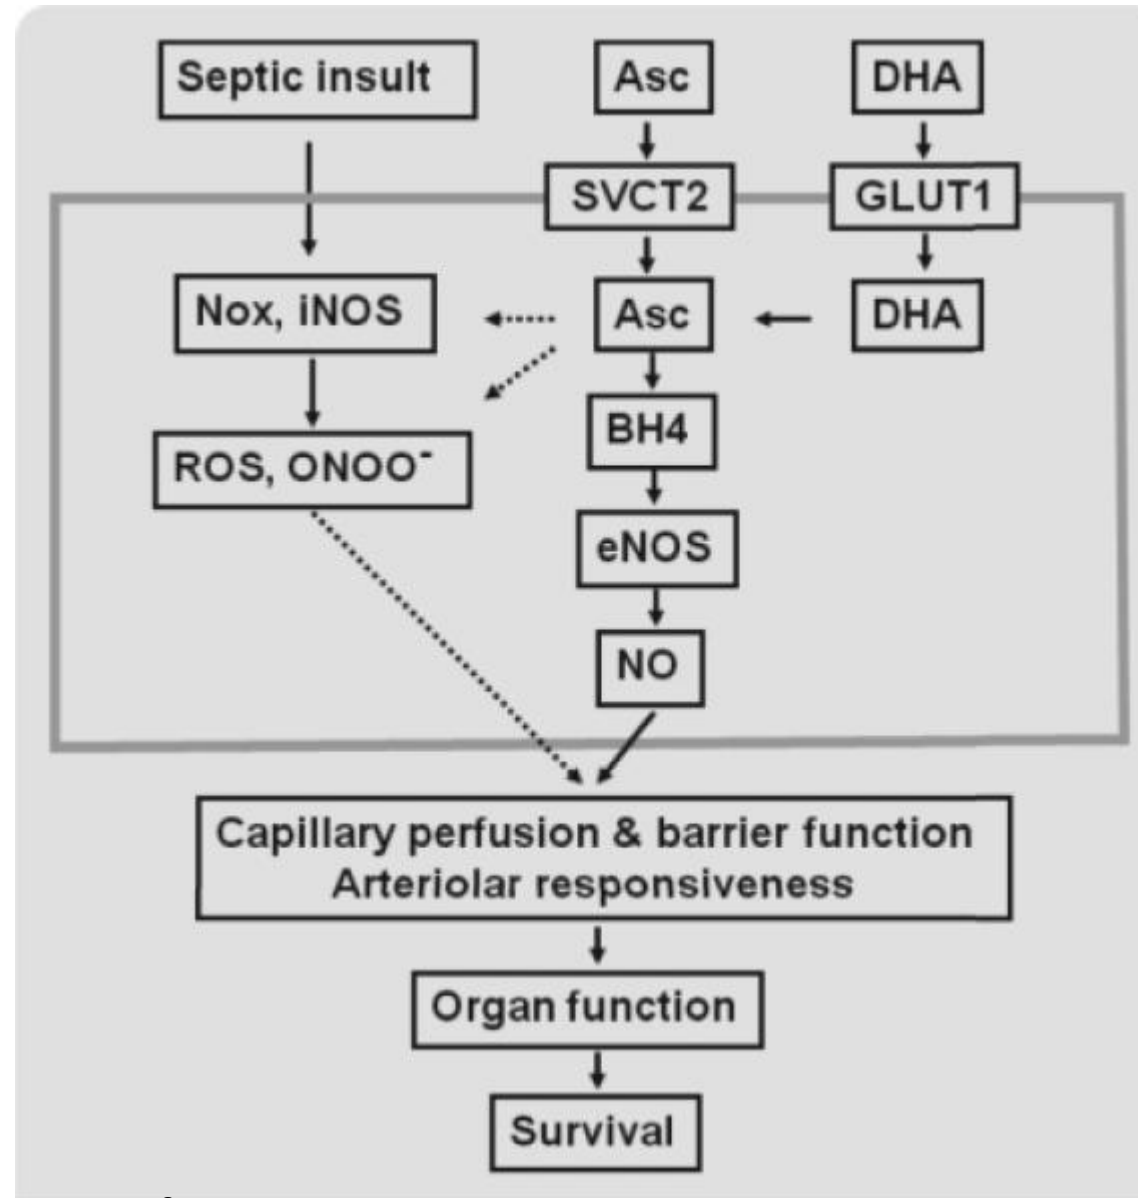 Septic insult
Asc
DHA
SVCT2
GLUT1
Nox, iNOS
Asc
DHA
BH4
ROS, ONOO⁻
eNOS
NO
Capillary perfusion & barrier function
Arteriolar responsiveness
Organ function
Survival